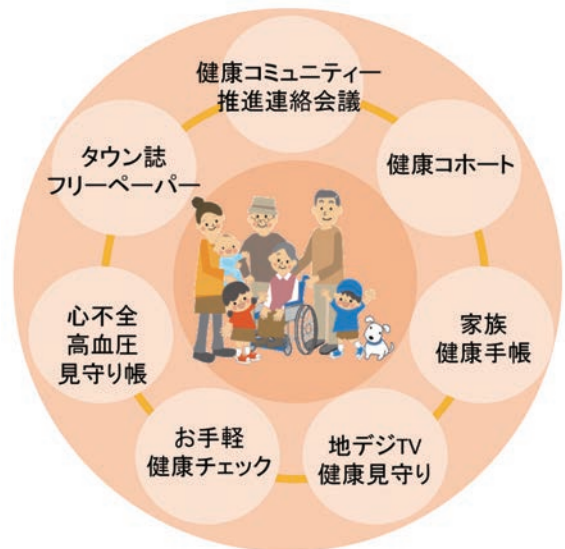 健康コミュニティー
推進連絡会議
健康コホート
家族
健康手帳
地デジTV
健康見守り
お手軽
健康チェック
心不全
高血圧
見守り帳
タウン誌
フリーペーパー